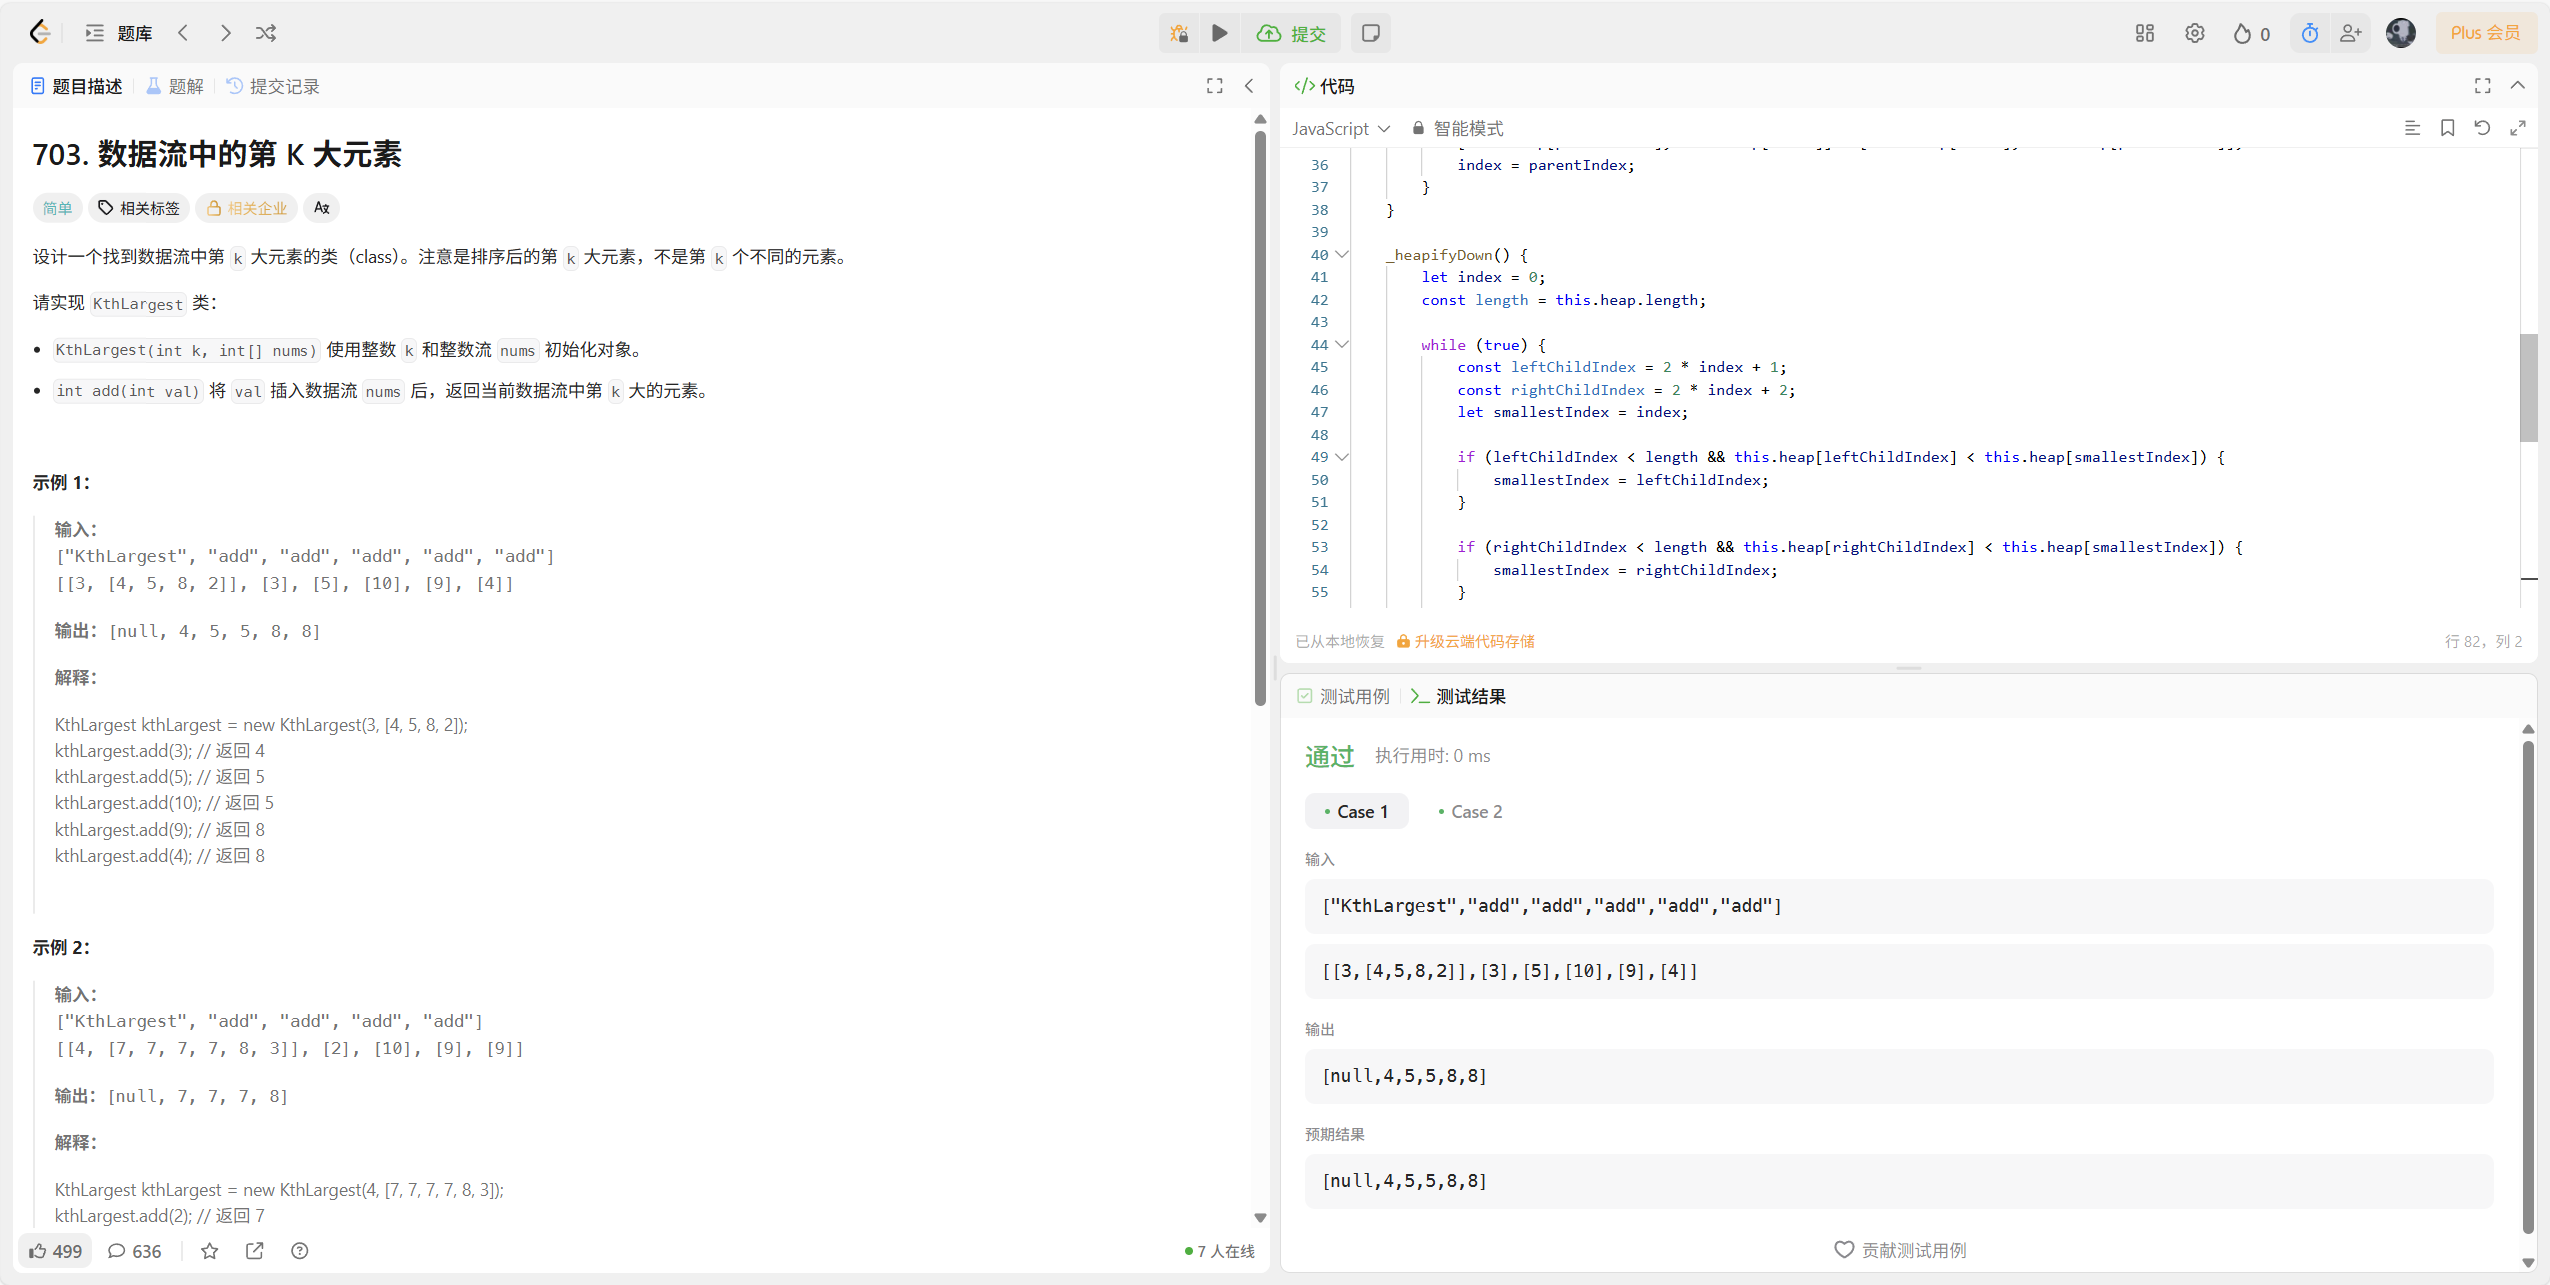 题库
提交
0
Plus 会员
题目描述
题解
提交记录
703. 数据流中的第 K 大元素
简单
相关标签
相关企业
设计一个找到数据流中第 k 大元素的类（class）。注意是排序后的第 k 大元素，不是第 k 个不同的元素。
请实现 KthLargest 类：
• KthLargest(int k, int[] nums) 使用整数 k 和整数流 nums 初始化对象。
• int add(int val) 将 val 插入数据流 nums 后，返回当前数据流中第 k 大的元素。
示例 1：
输入：
["KthLargest", "add", "add", "add", "add", "add"]
[[3, [4, 5, 8, 2]], [3], [5], [10], [9], [4]]
输出：[null, 4, 5, 5, 8, 8]
解释：
KthLargest kthLargest = new KthLargest(3, [4, 5, 8, 2]);
kthLargest.add(3); // 返回 4
kthLargest.add(5); // 返回 5
kthLargest.add(10); // 返回 5
kthLargest.add(9); // 返回 8
kthLargest.add(4); // 返回 8
示例 2：
输入：
["KthLargest", "add", "add", "add", "add"]
[[4, [7, 7, 7, 7, 8, 3]], [2], [10], [9], [9]]
输出：[null, 7, 7, 7, 8]
解释：
KthLargest kthLargest = new KthLargest(4, [7, 7, 7, 7, 8, 3]);
kthLargest.add(2); // 返回 7
499
636
7 人在线
</> 代码
JavaScript
智能模式
36 index = parentIndex;
37 }
38 }
39
40 _heapifyDown() {
41 let index = 0;
42 const length = this.heap.length;
43
44 while (true) {
45 const leftChildIndex = 2 * index + 1;
46 const rightChildIndex = 2 * index + 2;
47 let smallestIndex = index;
48
49 if (leftChildIndex < length && this.heap[leftChildIndex] < this.heap[smallestIndex]) {
50 smallestIndex = leftChildIndex;
51 }
52
53 if (rightChildIndex < length && this.heap[rightChildIndex] < this.heap[smallestIndex]) {
54 smallestIndex = rightChildIndex;
55 }
已从本地恢复
升级云端代码存储
行 82，列 2
测试用例
测试结果
通过
执行用时: 0 ms
• Case 1
• Case 2
输入
["KthLargest","add","add","add","add","add"]
[[3,[4,5,8,2]],[3],[5],[10],[9],[4]]
输出
[null,4,5,5,8,8]
预期结果
[null,4,5,5,8,8]
贡献测试用例